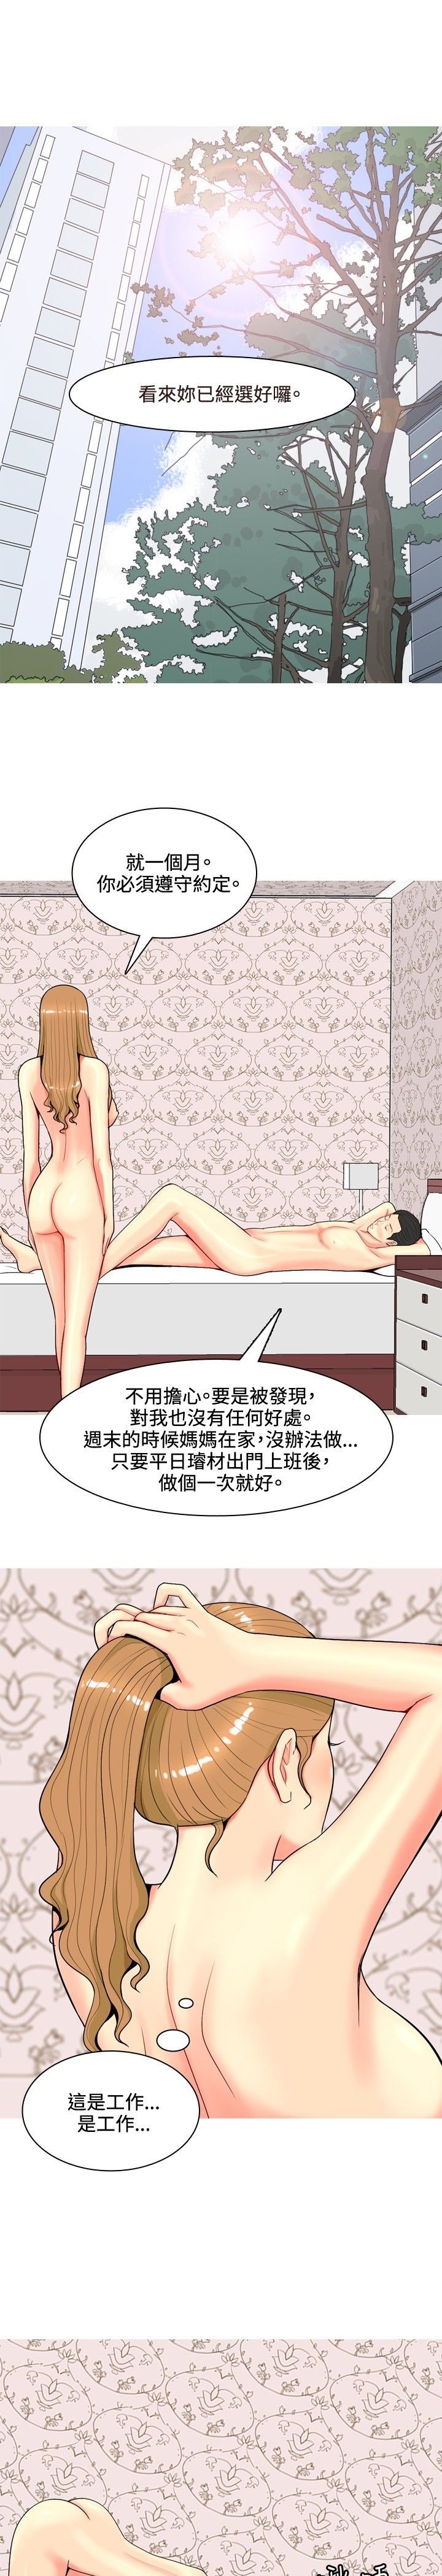 看來妳已經選好囉。
就一個月。
你必須遵守約定。
不用擔心。要是被發現，
對我也沒有任何好處。
週末的時候媽媽在家，沒辦法做…
只要平日璿材出門上班後，
做個一次就好。
這是工作…
是工作…